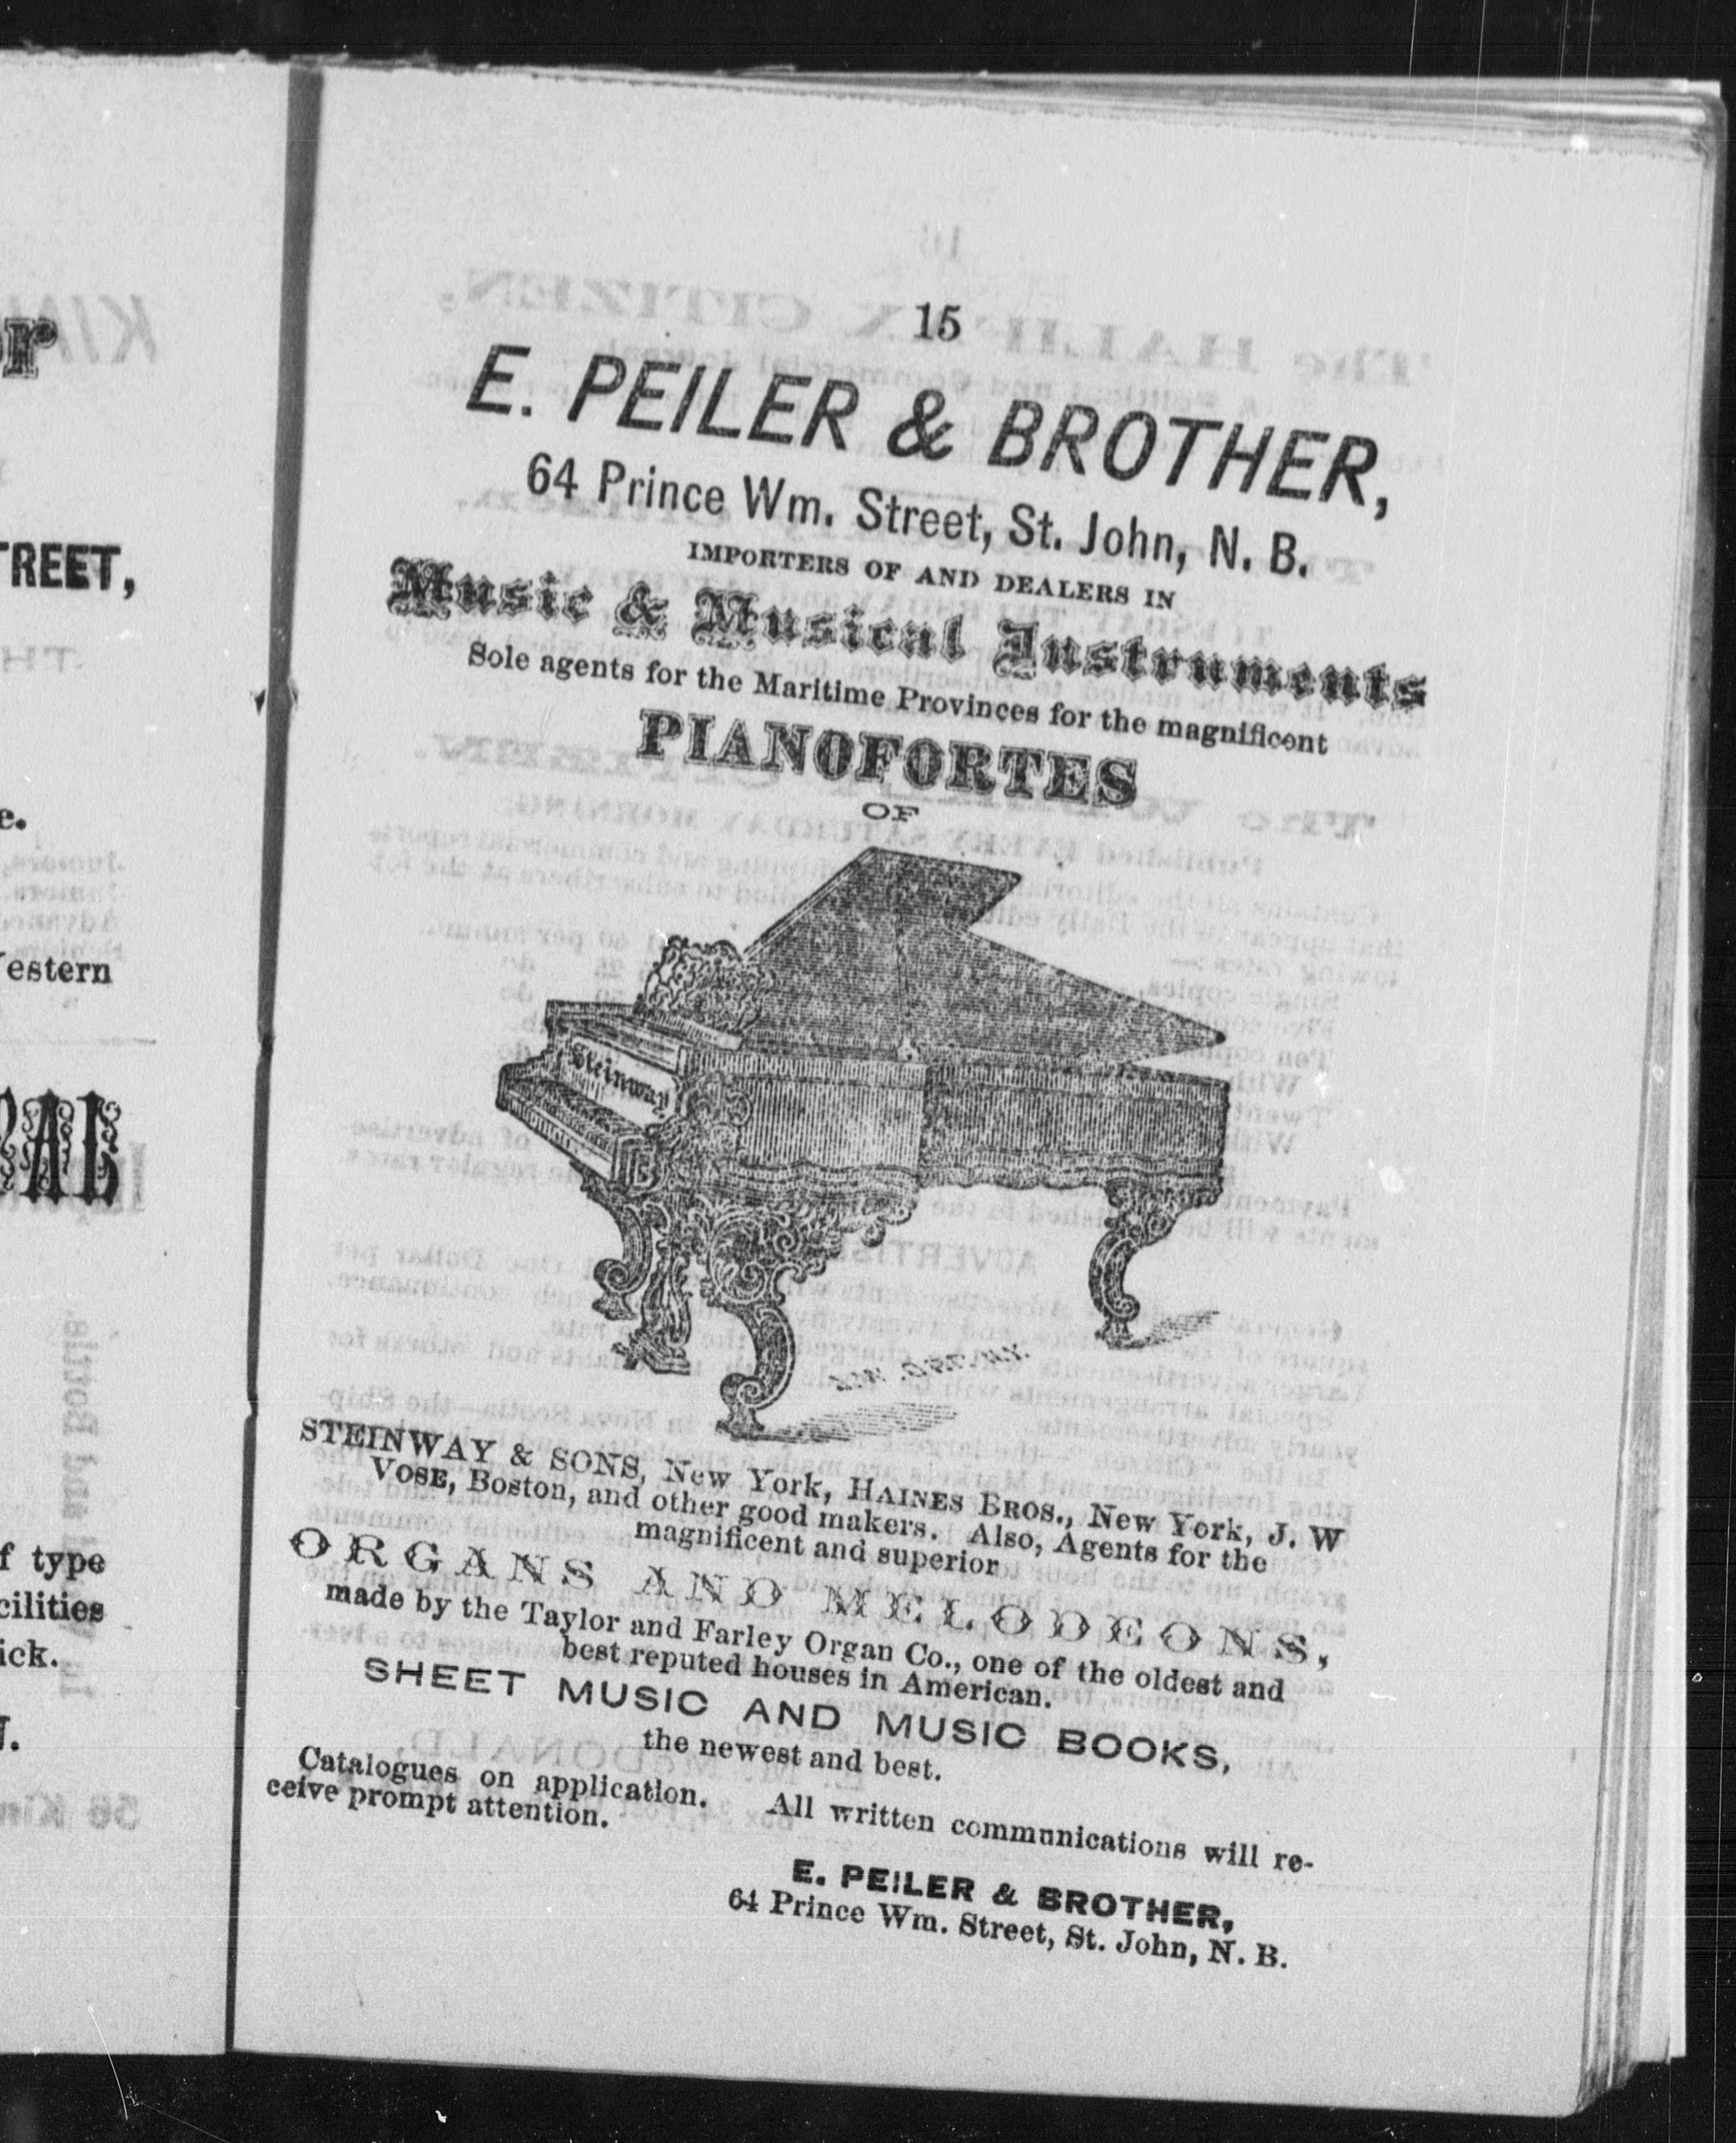 15
E. PEILER & BROTHER,
64 Prince Wm. Street, St. John, N. B.
IMPORTERS OF AND DEALERS IN
Music & Musical Instruments
Sole agents for the Maritime Provinces for the magnificent
PIANOFORTES
OF
Steinway
STEINWAY & SONS, New York, HAINES BROS., New York, J. W
VOSE, Boston, and other good makers. Also, Agents for the
magnificent and superior
ORGANS AND MELODEONS,
made by the Taylor and Farley Organ Co., one of the oldest and
best reputed houses in American.
SHEET MUSIC AND MUSIC BOOKS,
the newest and best.
Catalogues on application. All written communications will re-
ceive prompt attention.
E. PEILER & BROTHER,
64 Prince Wm. Street, St. John, N. B.
TREET,
estern
f type
cilities
ick.